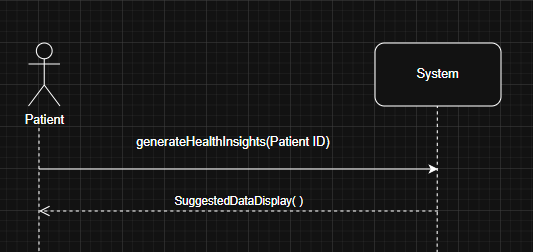 System
Patient
generateHealthInsights(Patient ID)
SuggestedDataDisplay( )